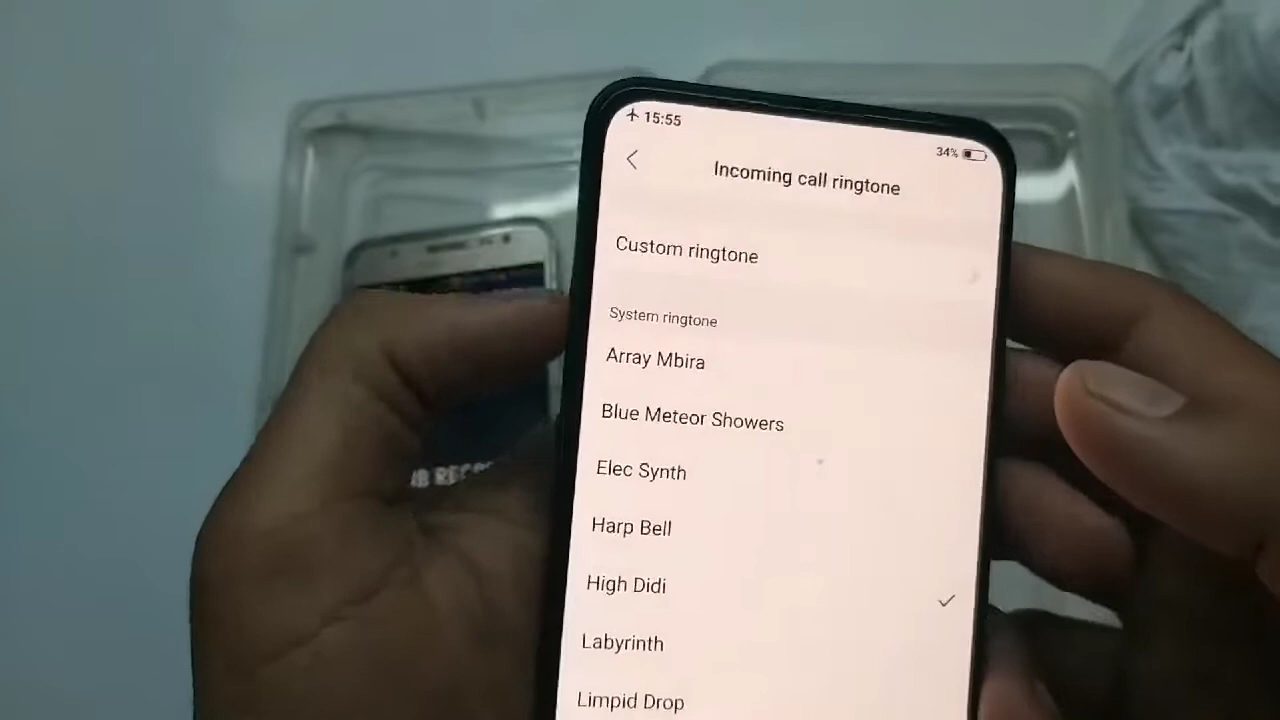 15:55
34%
Incoming call ringtone
Custom ringtone
System ringtone
Array Mbira
Blue Meteor Showers
Elec Synth
Harp Bell
High Didi
Labyrinth
Limpid Drop